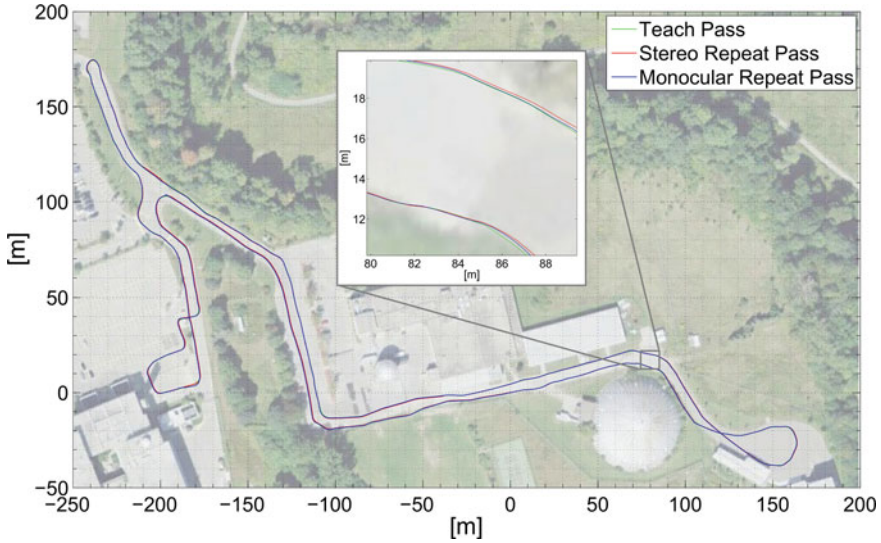 200
150
100
50
0
−50
[m]
−250 −200 −150 −100 −50 0 50 100 150 200
[m]
Teach Pass
Stereo Repeat Pass
Monocular Repeat Pass
18
16
14
12
[m]
80 82 84 86 88
[m]